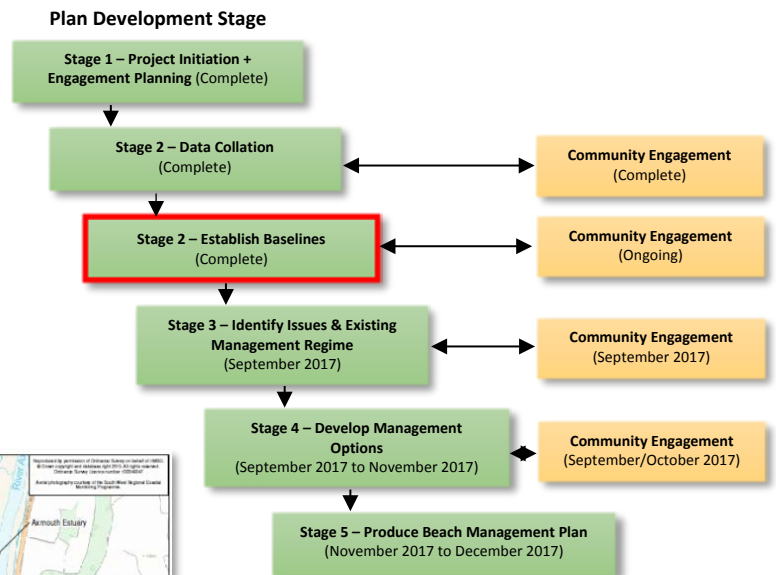 Plan Development Stage
Stage 1 – Project Initiation +
Engagement Planning (Complete)
Stage 2 – Data Collation
(Complete)
Community Engagement
(Complete)
Stage 2 – Establish Baselines
(Complete)
Community Engagement
(Ongoing)
Stage 3 – Identify Issues & Existing
Management Regime
(September 2017)
Community Engagement
(September 2017)
Stage 4 – Develop Management
Options
(September 2017 to November 2017)
Community Engagement
(September/October 2017)
Stage 5 – Produce Beach Management Plan
(November 2017 to December 2017)
Axmouth Estuary